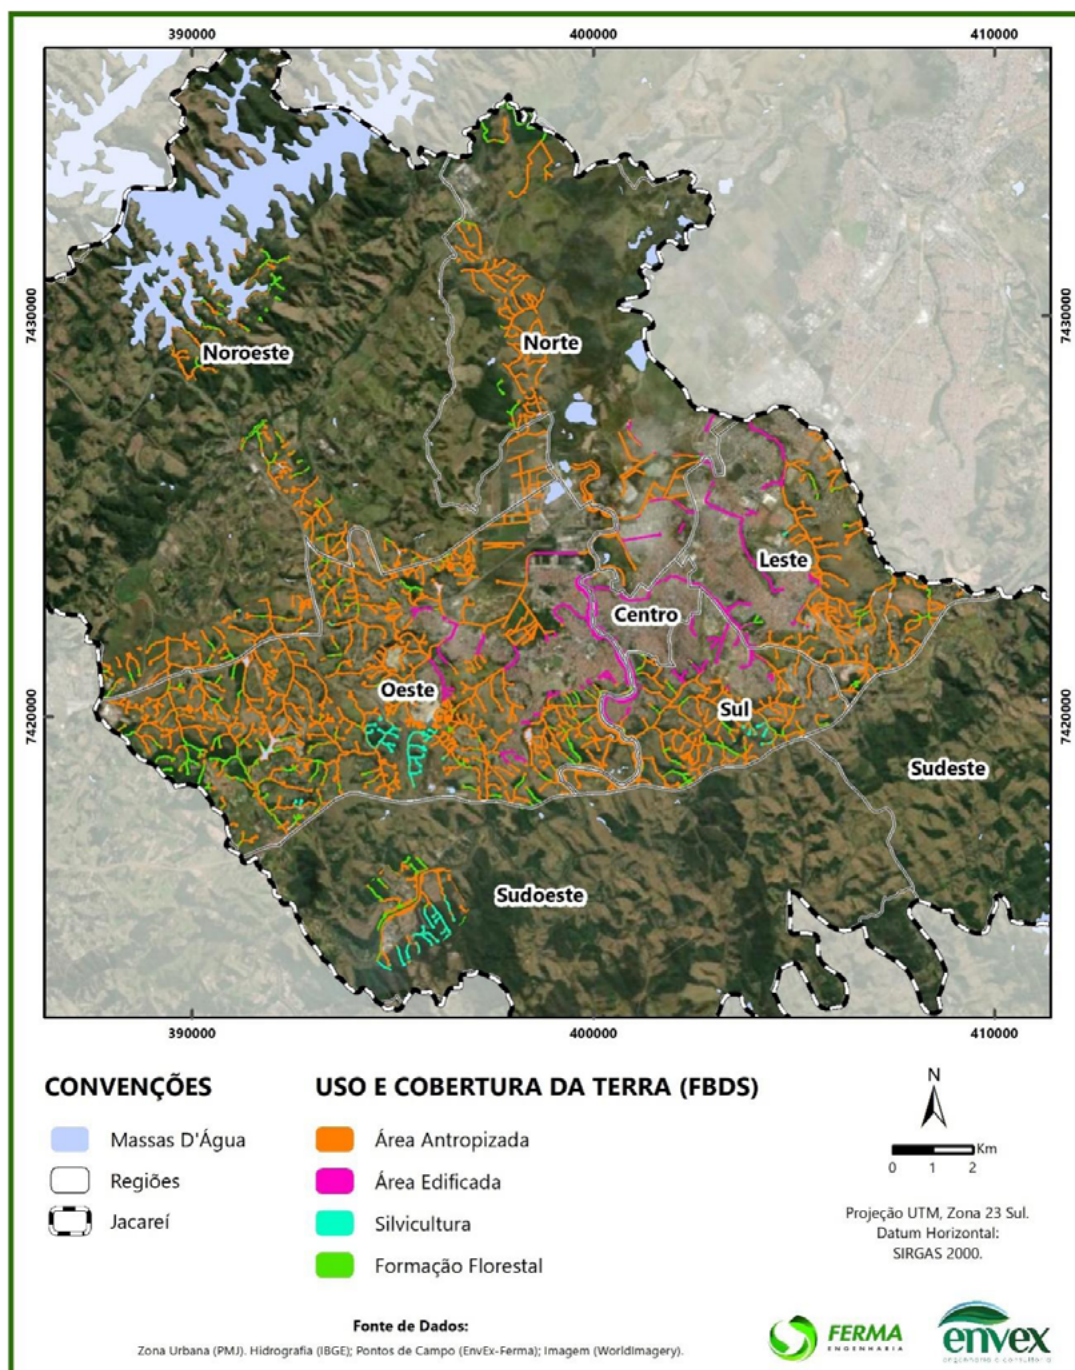 390000
400000
410000
7430000
7430000
Noroeste
Norte
Leste
Centro
Oeste
Sul
7420000
7420000
Sudeste
Sudoeste
390000
400000
410000
CONVENÇÕES
Massas D'Água
Regiões
Jacareí
USO E COBERTURA DA TERRA (FBDS)
Área Antropizada
Área Edificada
Silvicultura
Formação Florestal
N
Km
0 1 2
Projeção UTM, Zona 23 Sul.
Datum Horizontal:
SIRGAS 2000.
Fonte de Dados:
Zona Urbana (PMJ). Hidrografia (IBGE); Pontos de Campo (EnvEx-Ferma); Imagem (WorldImagery).
FERMA
ENGENHARIA
envex
engenharia e consultoria